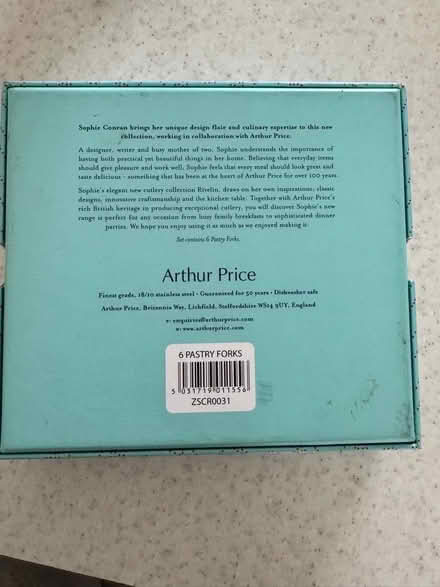 Sophie Conran brings her unique design flair and culinary expertise to this new
collection, working in collaboration with Arthur Price.
A designer, writer and busy mother of two, Sophie understands the importance of
having both practical yet beautiful things in her home. Believing that everyday items
should give pleasure and work well, Sophie feels that every meal should look great and
taste delicious - something that has been at the heart of Arthur Price for over 100 years.
Sophie's elegant new cutlery collection Rivelin, draws on her own inspirations; classic
designs, innovative craftsmanship and the kitchen table. Together with Arthur Price's
rich British heritage in producing exceptional cutlery, you will discover Sophie's new
range is perfect for any occasion from busy family breakfasts to sophisticated dinner
parties. We hope you enjoy using it as much as we enjoyed making it.
Set contains 6 Pastry Forks.
Arthur Price
Finest grade, 18/10 stainless steel • Guaranteed for 50 years • Dishwasher safe
Arthur Price, Britannia Way, Lichfield, Staffordshire WS14 9UY, England
e: enquiries@arthurprice.com
w: www.arthurprice.com
6 PASTRY FORKS
5 031719 011556
ZSCR0031